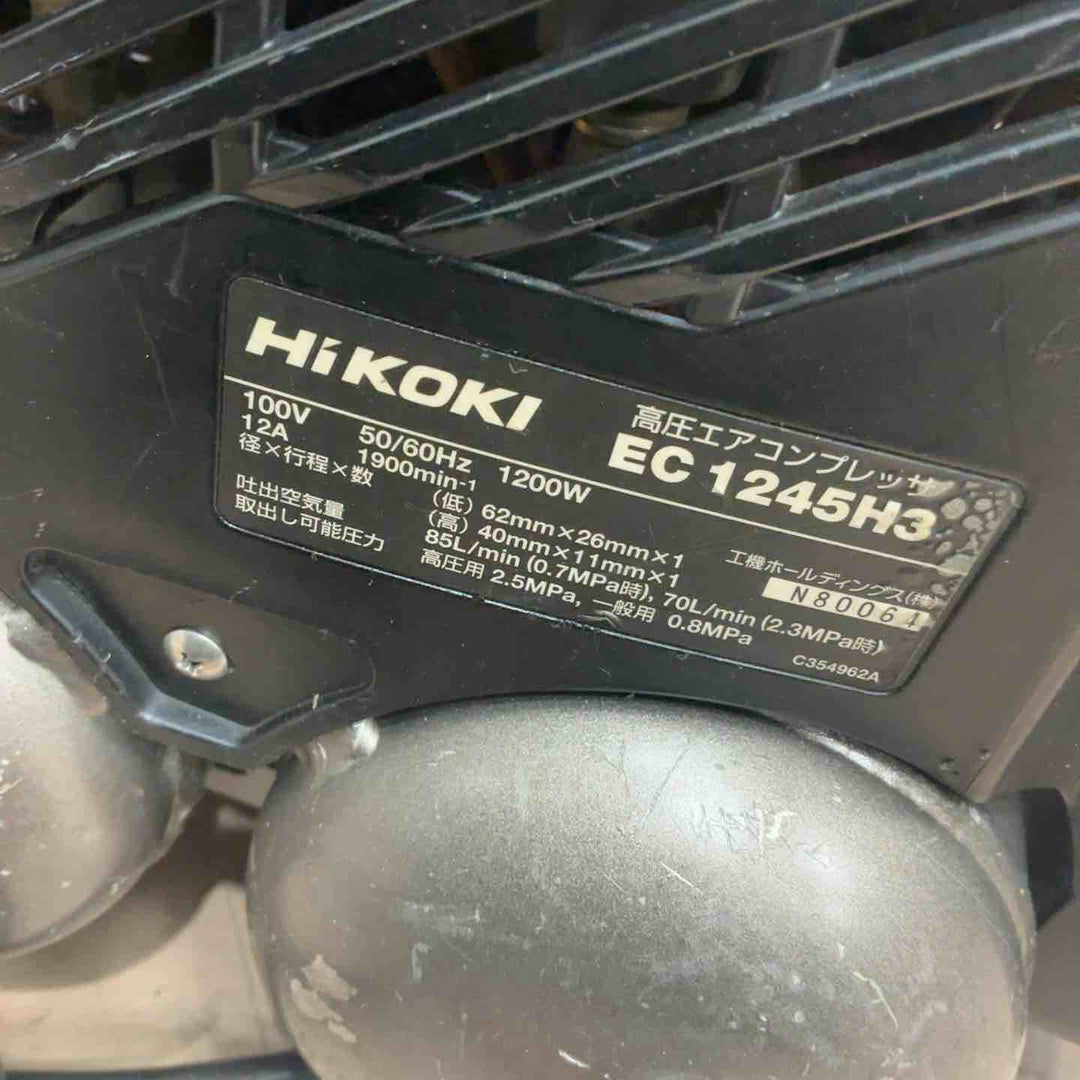 HiKOKI
高圧エアコンプレッサ
EC 1245H3
100V 50/60Hz 1200W
12A 1900min-1
径×行程×数 (低) 62mm×26mm×1
(高) 40mm×11mm×1
吐出空気量 85L/min (0.7MPa時), 70L/min (2.3MPa時)
取出し可能圧力 高圧用 2.5MPa, 一般用 0.8MPa
工機ホールディングス(株)
N80064
C354962A